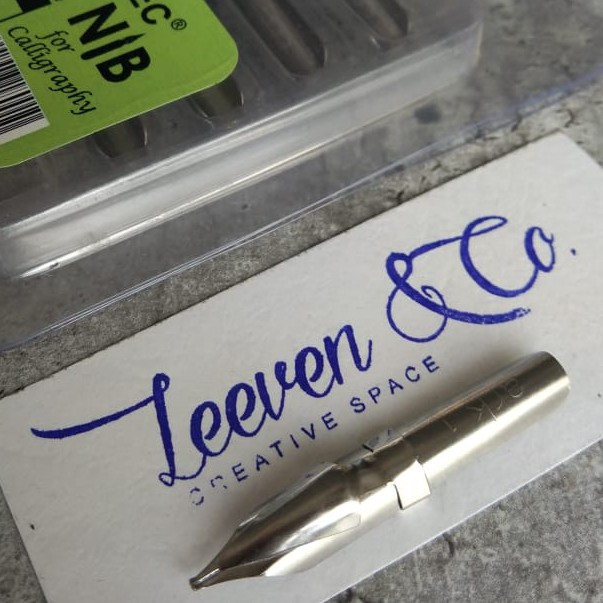 NIB
for
Calligraphy
Leeven & Co.
CREATIVE SPACE